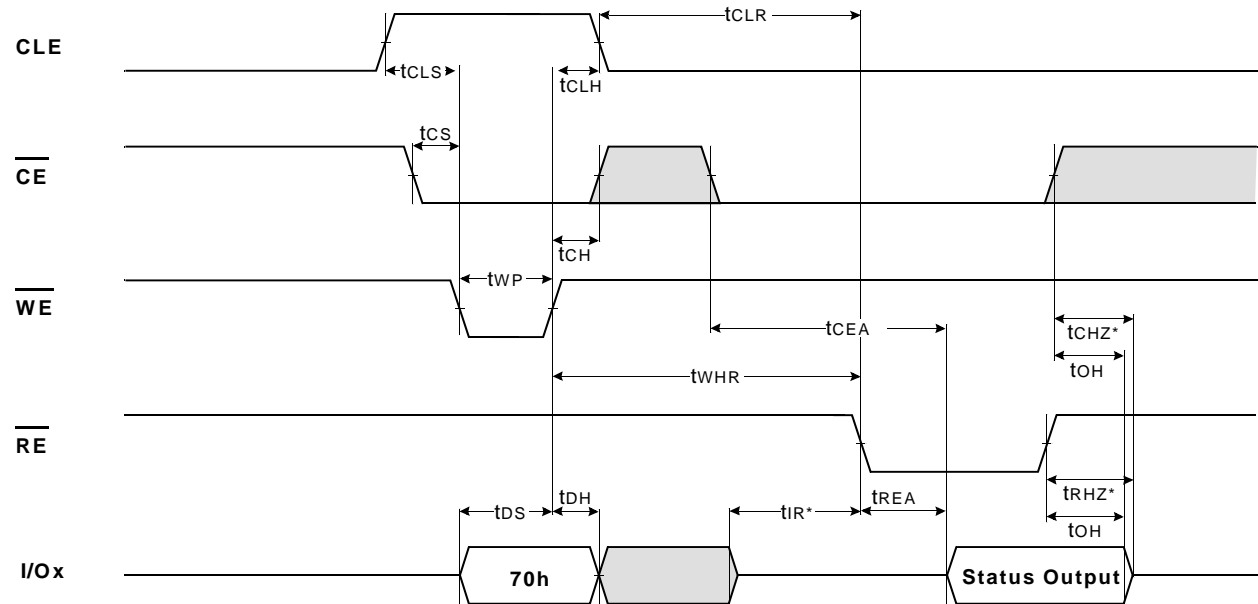 tCLR
CLE
tCLS
tCLH
tCS
CE
tCH
tWP
WE
tCEA
tCHZ*
tWHR
tOH
RE
tDH
tREA
tRHZ*
tDS
tIR*
tOH
I/Ox
70h
Status Output